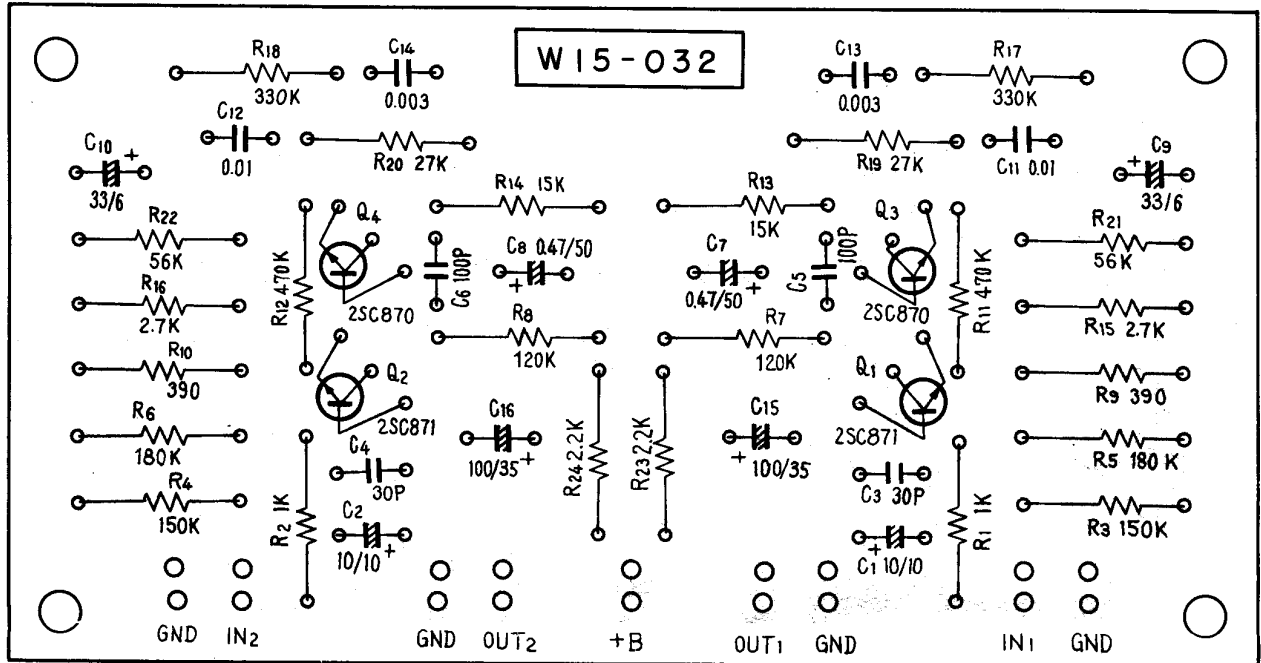 W15-032
R18
330K
C14
0.003
C13
0.003
R17
330K
C12
0.01
R20 27K
R19 27K
C11 0.01
C10
+
33/6
C9
+
33/6
R14 15K
R13
15K
R22
56K
Q4
Q3
R21
56K
C8 0.47/50
+
C7
+
0.47/50
C6 100P
C5
100P
R12 470K
2SC870
2SC870
R11 470K
R16
2.7K
R15 2.7K
R8
120K
R7
120K
R10
390
Q2
Q1
R9 390
2SC871
2SC871
R6
180K
R5 180K
C16
100/35
+
C15
+
100/35
R24 2.2K
R23 2.2K
C4
30P
C3 30P
R4
150K
R3 150K
R2 1K
R1 1K
C2
10/10
+
+
C1 10/10
GND IN2 GND OUT2 +B OUT1 GND IN1 GND